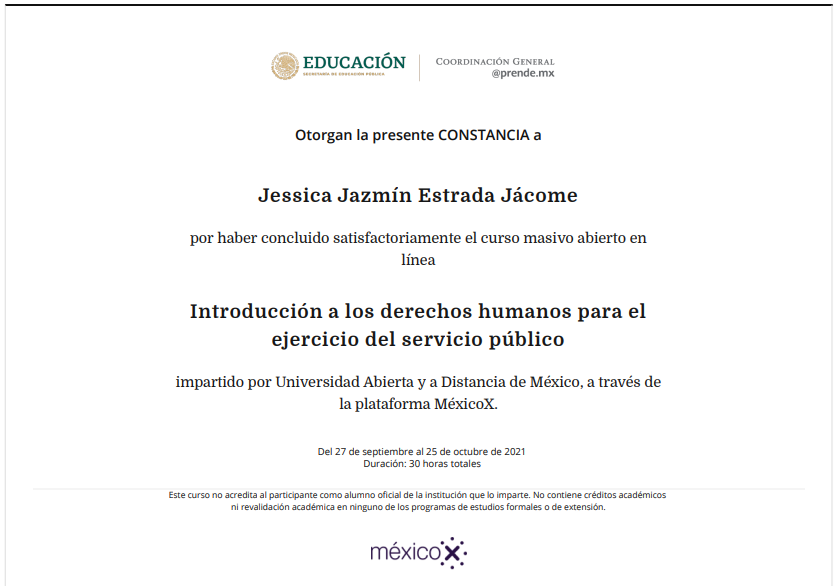 EDUCACIÓN
SECRETARÍA DE EDUCACIÓN PÚBLICA
COORDINACIÓN GENERAL
@prende.mx
Otorgan la presente CONSTANCIA a
Jessica Jazmín Estrada Jácome
por haber concluido satisfactoriamente el curso masivo abierto en
línea
Introducción a los derechos humanos para el
ejercicio del servicio público
impartido por Universidad Abierta y a Distancia de México, a través de
la plataforma MéxicoX.
Del 27 de septiembre al 25 de octubre de 2021
Duración: 30 horas totales
Este curso no acredita al participante como alumno oficial de la institución que lo imparte. No contiene créditos académicos
ni revalidación académica en ninguno de los programas de estudios formales o de extensión.
méxicoX